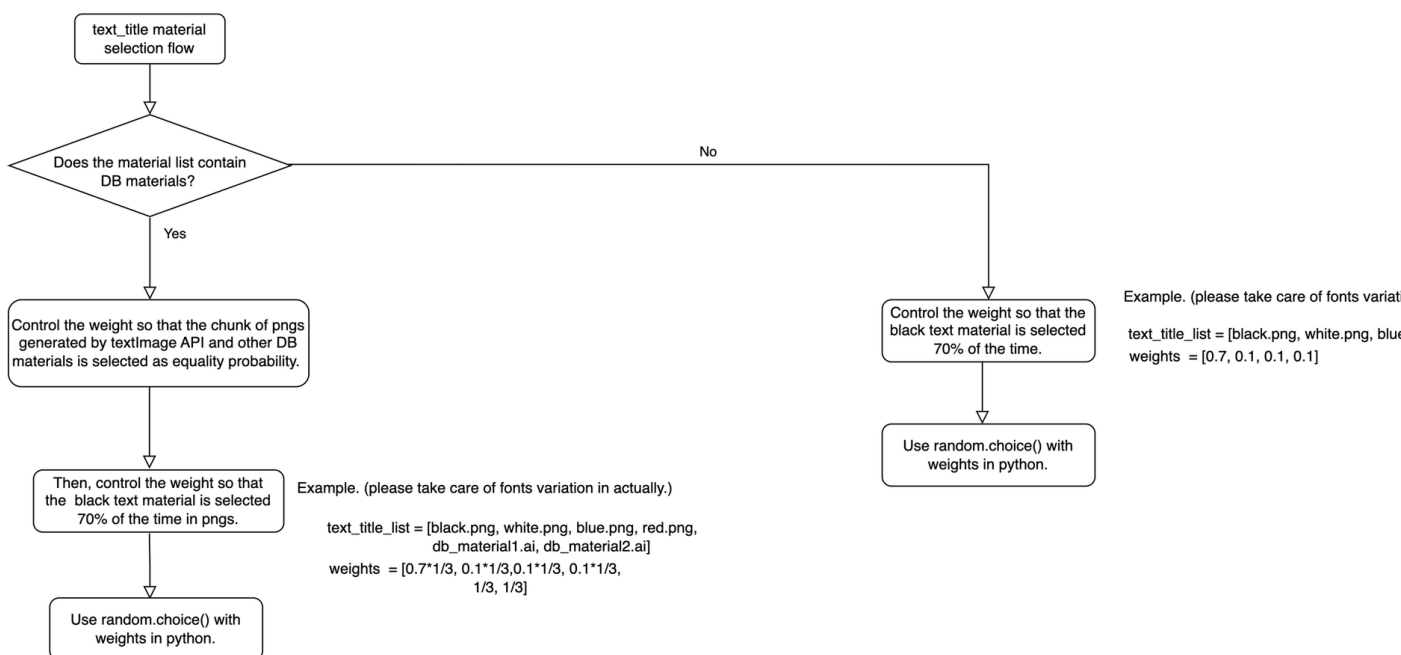 text_title material
selection flow
Does the material list contain
DB materials?
No
Yes
Control the weight so that the chunk of pngs
generated by textImage API and other DB
materials is selected as equality probability.
Control the weight so that the
black text material is selected
70% of the time.
Example. (please take care of fonts
text_title_list = [black.png, white.png,
weights = [0.7, 0.1, 0.1, 0.1]
Use random.choice() with
weights in python.
Then, control the weight so that
the black text material is selected
70% of the time in pngs.
Example. (please take care of fonts variation in actually.)
text_title_list = [black.png, white.png, blue.png, red.png,
db_material1.ai, db_material2.ai]
weights = [0.7*1/3, 0.1*1/3,0.1*1/3, 0.1*1/3,
1/3, 1/3]
Use random.choice() with
weights in python.